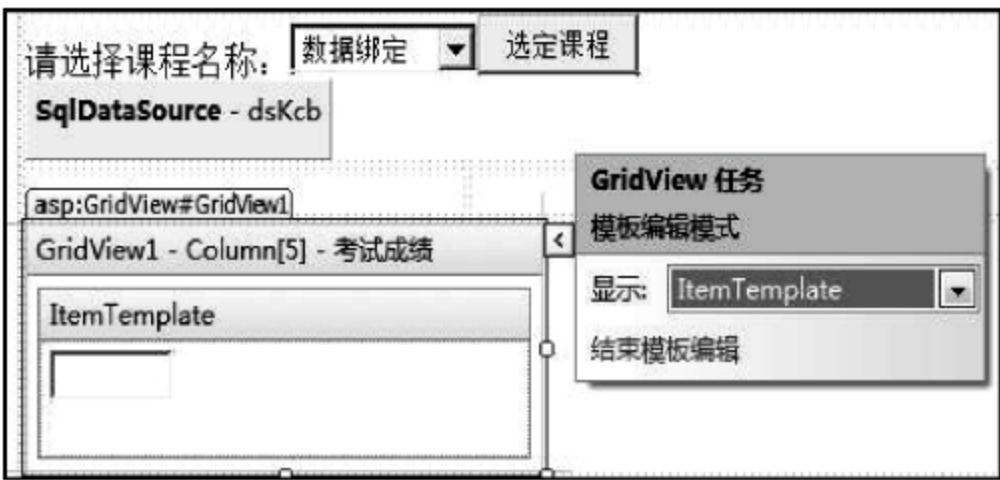 请选择课程名称： 数据绑定 选定课程
SqlDataSource - dsKcb
asp:GridView#GridView1
GridView1 - Column[5] - 考试成绩
ItemTemplate
GridView 任务
模板编辑模式
显示: ItemTemplate
结束模板编辑